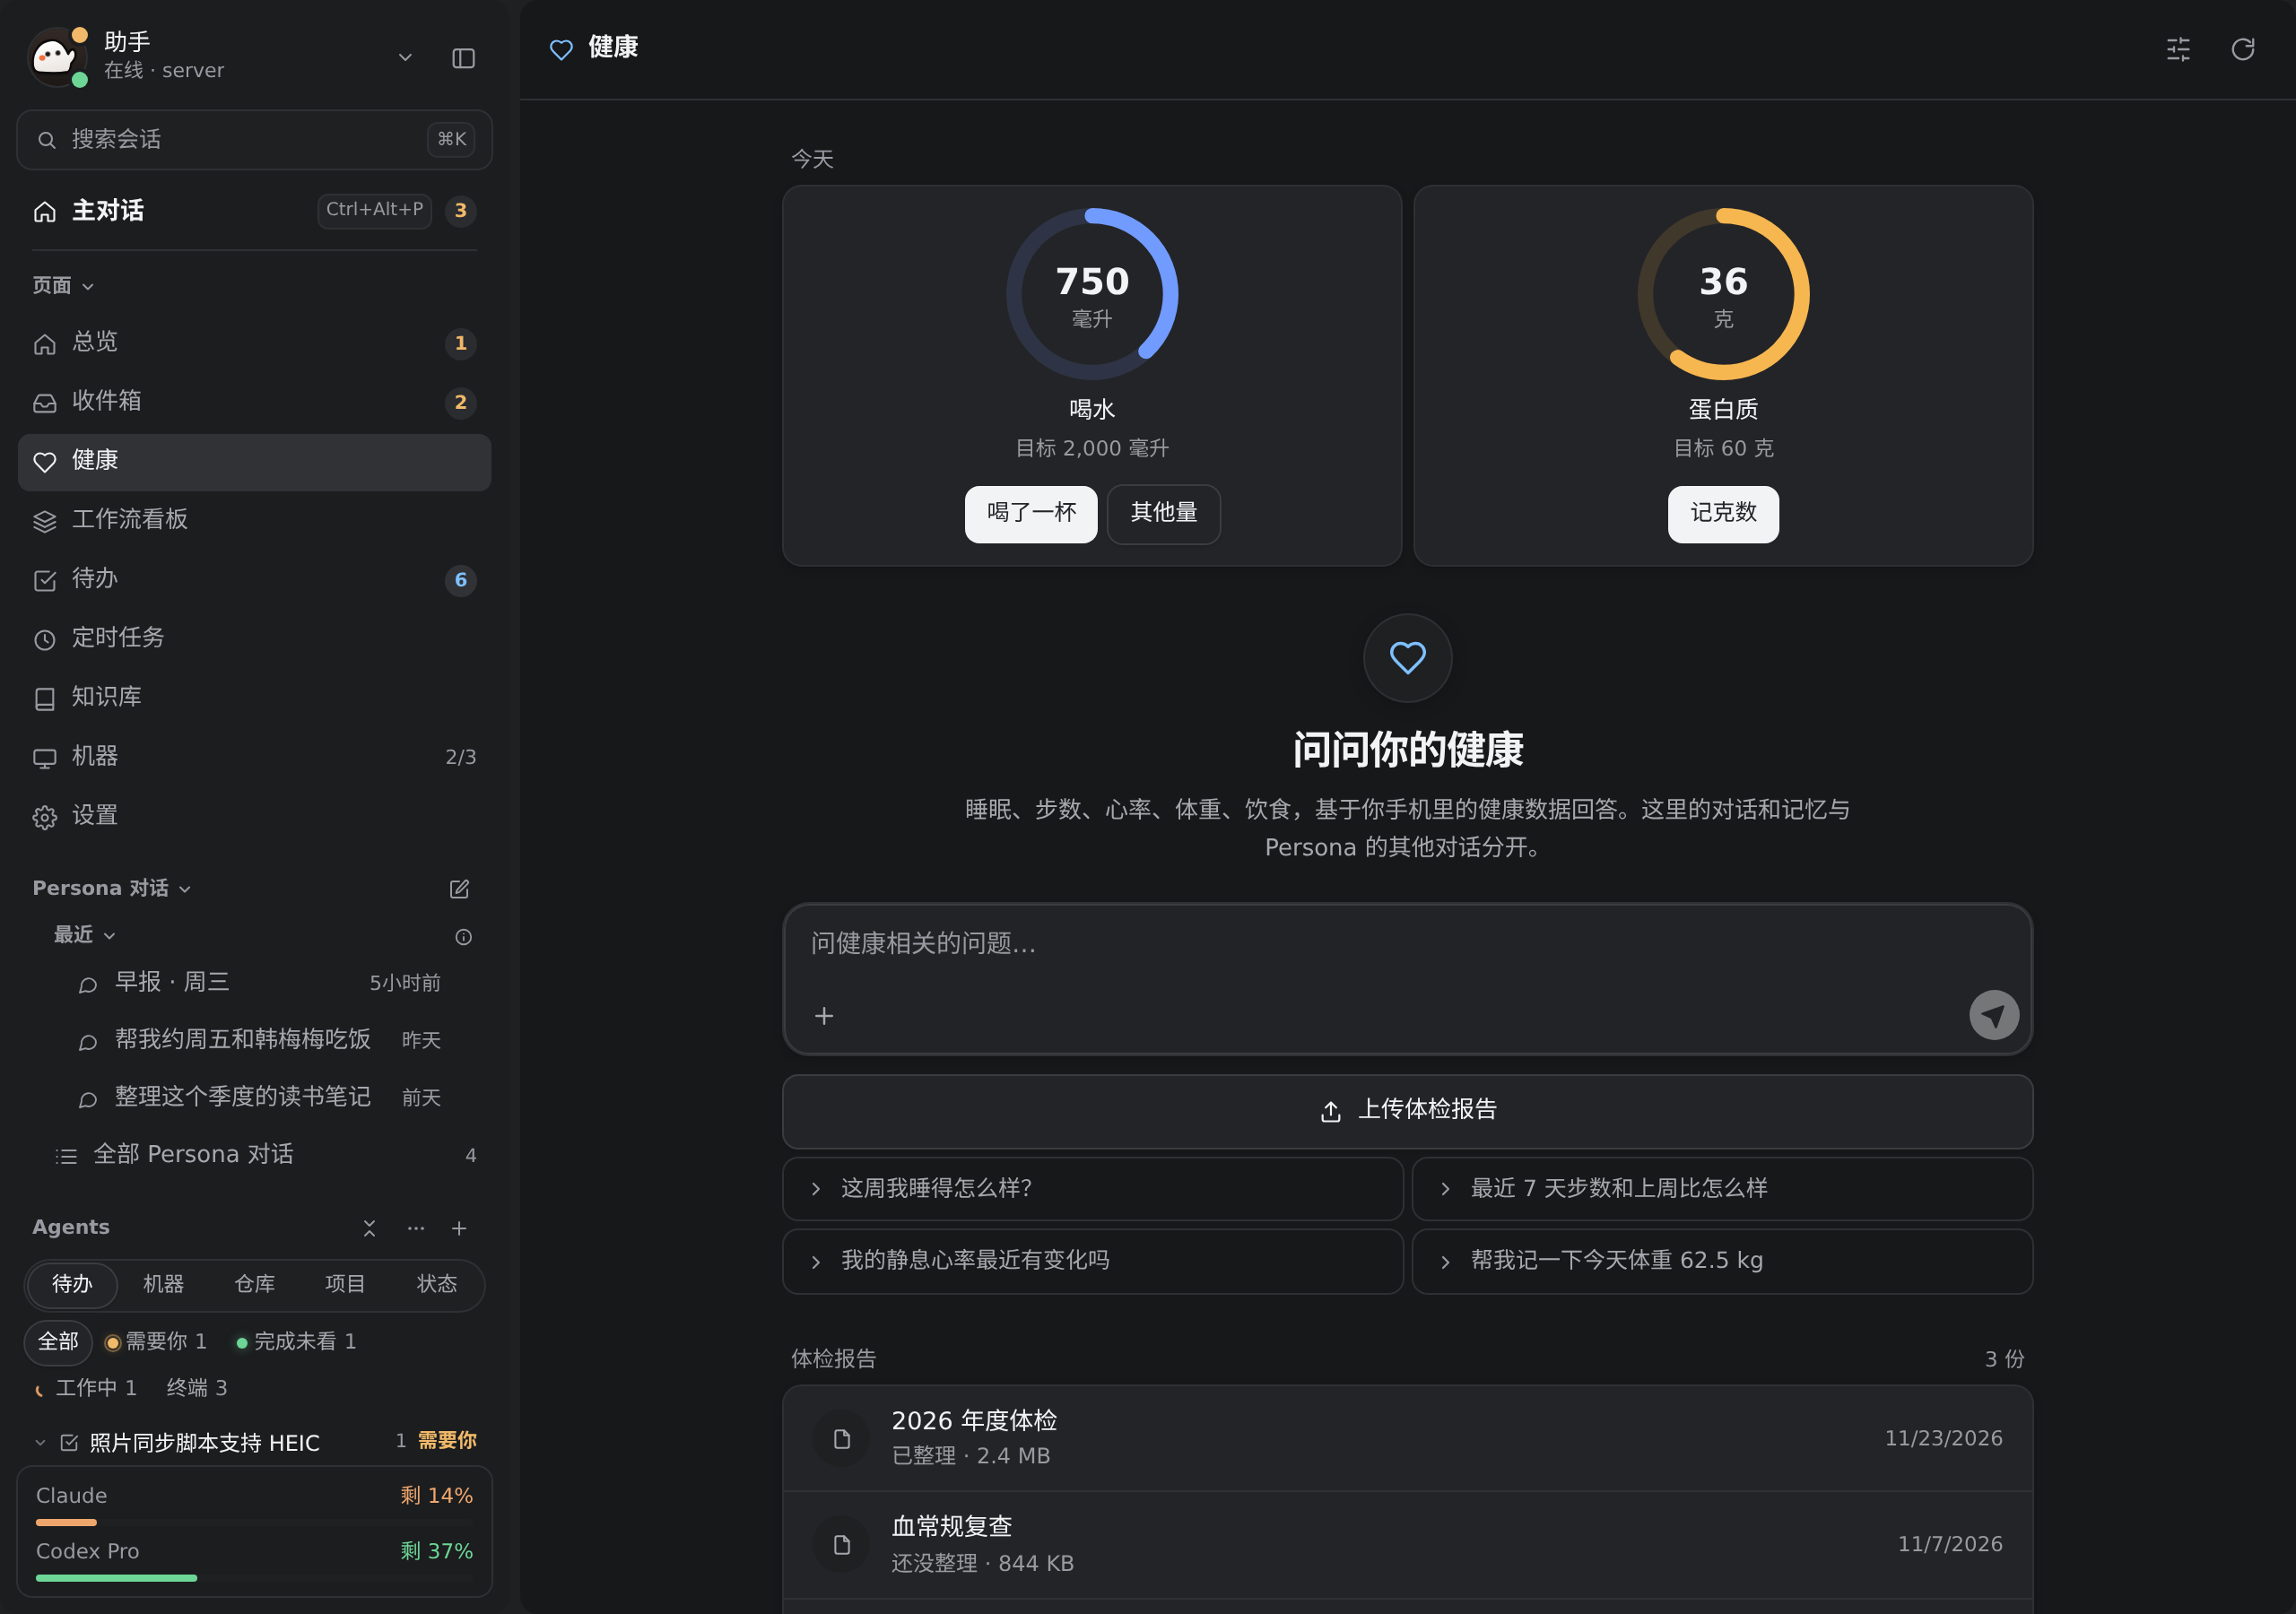 助手
在线 · server
搜索会话 ⌘K
主对话 Ctrl+Alt+P 3
页面
总览 1
收件箱 2
健康
工作流看板
待办 6
定时任务
知识库
机器 2/3
设置
Persona 对话
最近
早报 · 周三 5小时前
帮我约周五和韩梅梅吃饭 昨天
整理这个季度的读书笔记 前天
全部 Persona 对话 4
Agents
待办 机器 仓库 项目 状态
全部 需要你 1 完成未看 1
工作中 1 终端 3
照片同步脚本支持 HEIC 1 需要你
Claude 剩 14%
Codex Pro 剩 37%
健康
今天
750
毫升
喝水
目标 2,000 毫升
喝了一杯 其他量
36
克
蛋白质
目标 60 克
记克数
问问你的健康
睡眠、步数、心率、体重、饮食，基于你手机里的健康数据回答。这里的对话和记忆与
Persona 的其他对话分开。
问健康相关的问题…
上传体检报告
这周我睡得怎么样？
最近 7 天步数和上周比怎么样
我的静息心率最近有变化吗
帮我记一下今天体重 62.5 kg
体检报告 3 份
2026 年度体检
已整理 · 2.4 MB
11/23/2026
血常规复查
还没整理 · 844 KB
11/7/2026